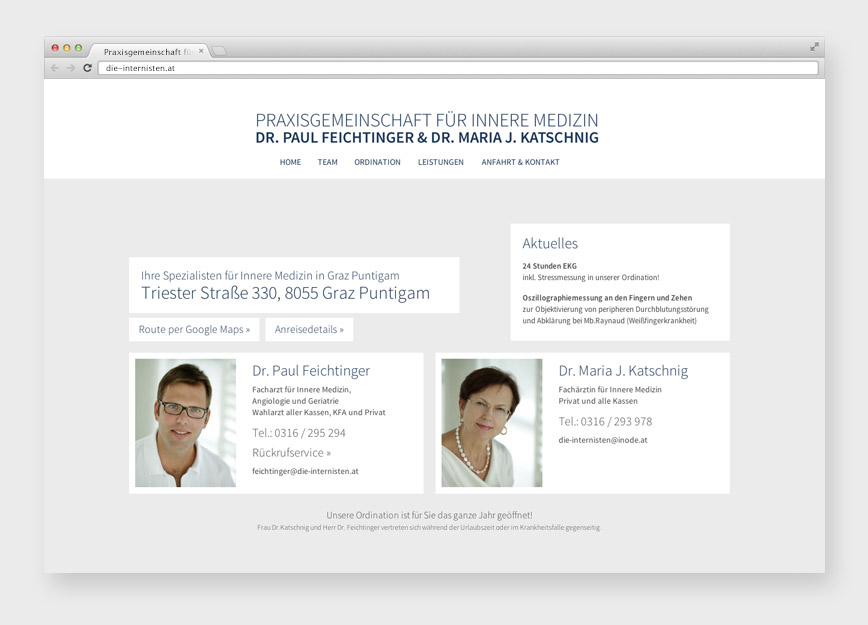 Praxisgemeinschaft fü
die-internisten.at
PRAXISGEMEINSCHAFT FÜR INNERE MEDIZIN
DR. PAUL FEICHTINGER & DR. MARIA J. KATSCHNIG
HOME TEAM ORDINATION LEISTUNGEN ANFAHRT & KONTAKT
Ihre Spezialisten für Innere Medizin in Graz Puntigam
Triester Straße 330, 8055 Graz Puntigam
Route per Google Maps »
Anreisedetails »
Aktuelles
24 Stunden EKG
inkl. Stressmessung in unserer Ordination!
Oszillographiemessung an den Fingern und Zehen
zur Objektivierung von peripheren Durchblutungsstörung
und Abklärung bei Mb.Raynaud (Weißfingerkrankheit)
Dr. Paul Feichtinger
Facharzt für Innere Medizin,
Angiologie und Geriatrie
Wahlarzt aller Kassen, KFA und Privat
Tel.: 0316 / 295 294
Rückrufservice »
feichtinger@die-internisten.at
Dr. Maria J. Katschnig
Fachärztin für Innere Medizin
Privat und alle Kassen
Tel.: 0316 / 293 978
die-internisten@inode.at
Unsere Ordination ist für Sie das ganze Jahr geöffnet!
Frau Dr. Katschnig und Herr Dr. Feichtinger vertreten sich während der Urlaubszeit oder im Krankheitsfalle gegenseitig.